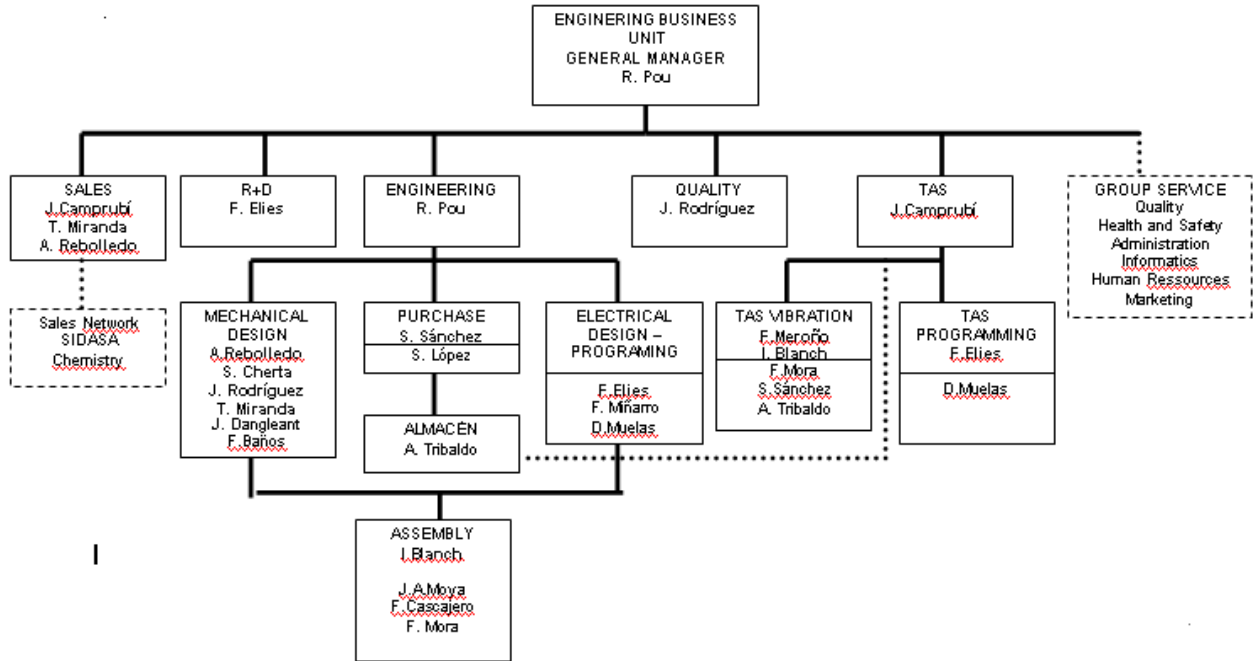 ENGINERING BUSINESS
UNIT
GENERAL MANAGER
R. Pou
SALES
J.Camprubí
T. Miranda
A. Rebolledo
R+D
F. Elies
ENGINEERING
R. Pou
QUALITY
J. Rodríguez
TAS
J.Camprubí
GROUP SERVICE
Quality
Health and Safety
Administration
Informatics
Human Ressources
Marketing
Sales Network
SIDASA
Chemistry
MECHANICAL
DESIGN
A.Rebolledo
S. Cherta
J. Rodríguez
T. Miranda
J. Dangleant
F.Baños
PURCHASE
S. Sánchez
S. López
ELECTRICAL
DESIGN –
PROGRAMING
F.Elies
F. Miñarro
D.Muelas
TAS VIBRATION
F.Meroño
I. Blanch
F.Mora
S.Sánchez
A. Tribaldo
TAS
PROGRAMMING
F.Elies
D.Muelas
ALMACÉN
A. Tribaldo
ASSEMBLY
I.Blanch
J.A.Moya
F.Cascajero
F. Mora